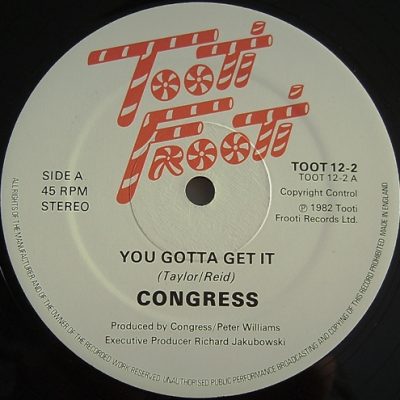 Tooti
Frooti
SIDE A
45 RPM
STEREO
TOOT 12-2
TOOT 12-2 A
Copyright Control
℗ 1982 Tooti
Frooti Records Ltd.
YOU GOTTA GET IT
(Taylor/Reid)
CONGRESS
Produced by Congress/Peter Williams
Executive Producer Richard Jakubowski
ALL RIGHTS OF THE MANUFACTURER AND OF THE OWNER OF THE RECORDED WORK RESERVED. UNAUTHORISED PUBLIC PERFORMANCE BROADCASTING AND COPYING OF THIS RECORD PROHIBITED. MADE IN ENGLAND.